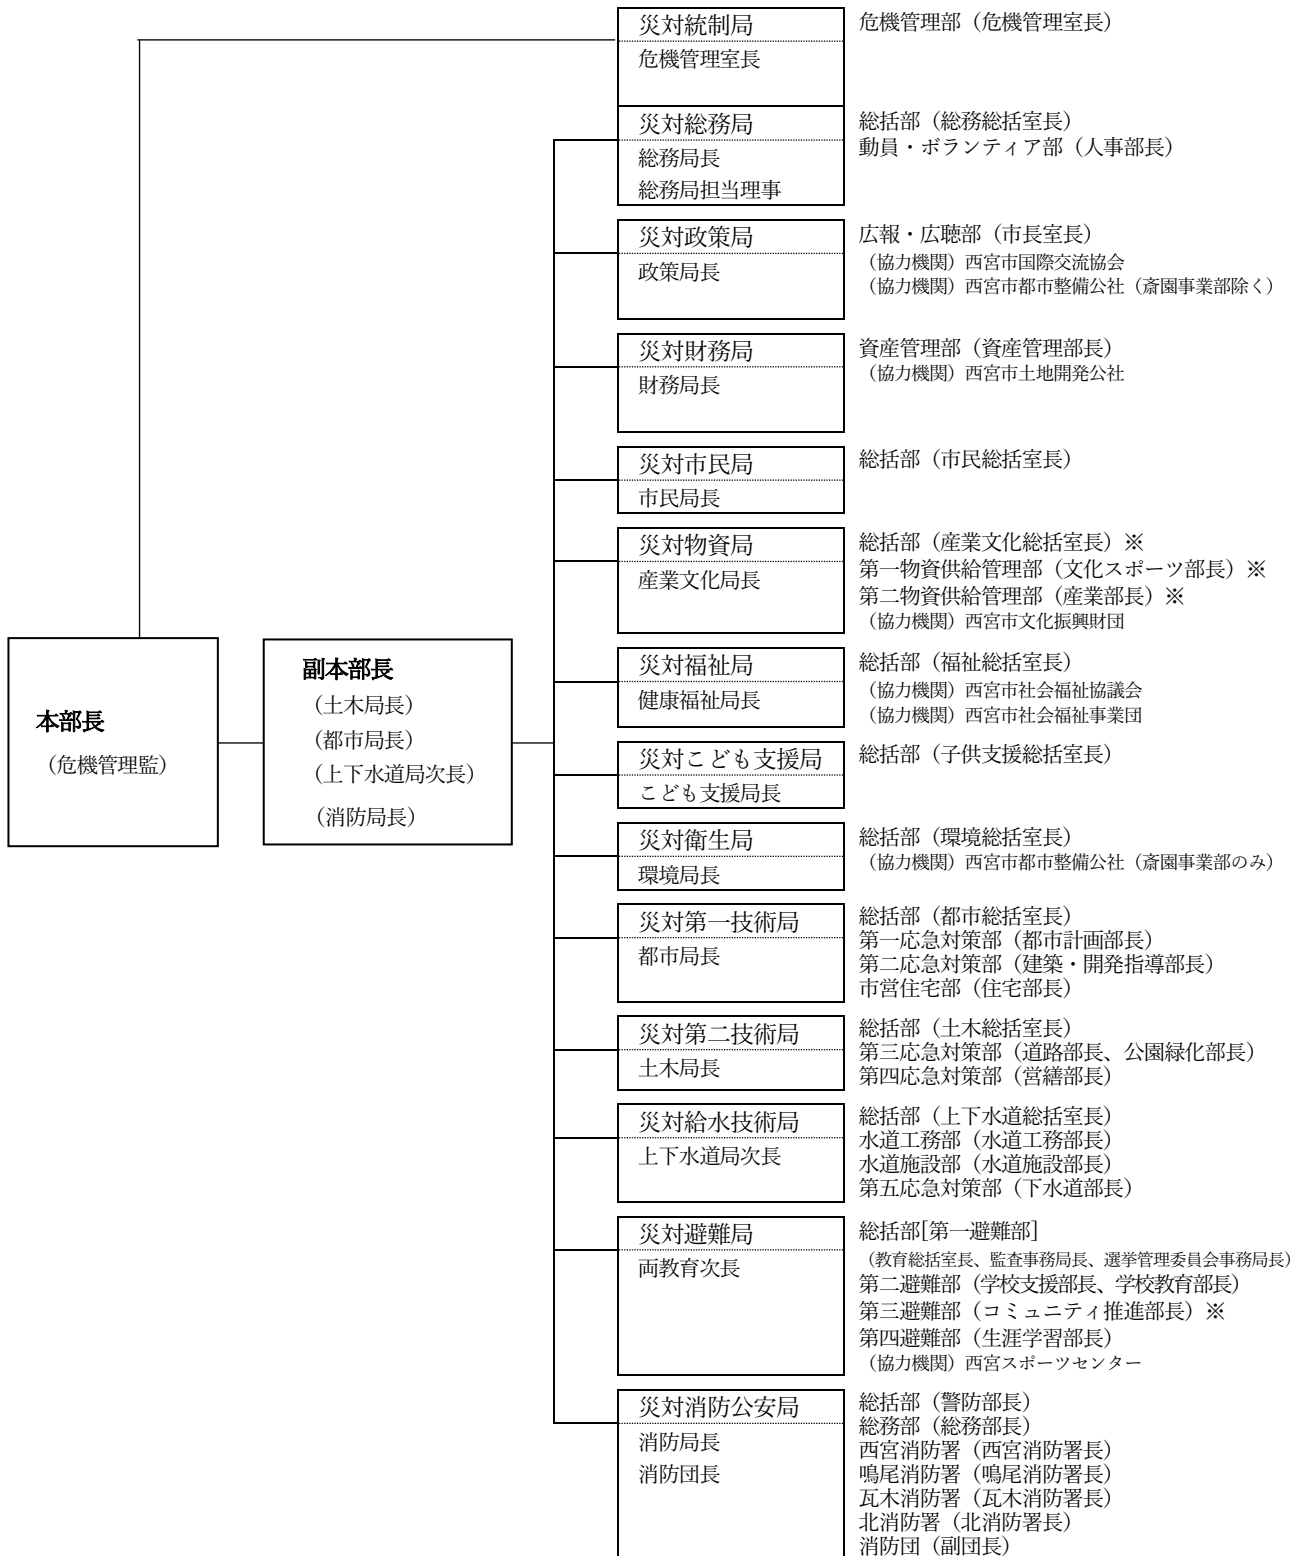 災対統制局
危機管理室長
危機管理部（危機管理室長）
災対総務局
総務局長
総務局担当理事
総括部（総務総括室長）
動員・ボランティア部（人事部長）
災対政策局
政策局長
広報・広聴部（市長室長）
（協力機関）西宮市国際交流協会
（協力機関）西宮市都市整備公社（斎園事業部除く）
災対財務局
財務局長
資産管理部（資産管理部長）
（協力機関）西宮市土地開発公社
災対市民局
市民局長
総括部（市民総括室長）
災対物資局
産業文化局長
総括部（産業文化総括室長）※
第一物資供給管理部（文化スポーツ部長）※
第二物資供給管理部（産業部長）※
（協力機関）西宮市文化振興財団
本部長
（危機管理監）
副本部長
（土木局長）
（都市局長）
（上下水道局次長）
（消防局長）
災対福祉局
健康福祉局長
総括部（福祉総括室長）
（協力機関）西宮市社会福祉協議会
（協力機関）西宮市社会福祉事業団
災対こども支援局
こども支援局長
総括部（子供支援総括室長）
災対衛生局
環境局長
総括部（環境総括室長）
（協力機関）西宮市都市整備公社（斎園事業部のみ）
災対第一技術局
都市局長
総括部（都市総括室長）
第一応急対策部（都市計画部長）
第二応急対策部（建築・開発指導部長）
市営住宅部（住宅部長）
災対第二技術局
土木局長
総括部（土木総括室長）
第三応急対策部（道路部長、公園緑化部長）
第四応急対策部（営繕部長）
災対給水技術局
上下水道局次長
総括部（上下水道総括室長）
水道工務部（水道工務部長）
水道施設部（水道施設部長）
第五応急対策部（下水道部長）
災対避難局
両教育次長
総括部[第一避難部]
（教育総括室長、監査事務局長、選挙管理委員会事務局長）
第二避難部（学校支援部長、学校教育部長）
第三避難部（コミュニティ推進部長）※
第四避難部（生涯学習部長）
（協力機関）西宮スポーツセンター
災対消防公安局
消防局長
消防団長
総括部（警防部長）
総務部（総務部長）
西宮消防署（西宮消防署長）
鳴尾消防署（鳴尾消防署長）
瓦木消防署（瓦木消防署長）
北消防署（北消防署長）
消防団（副団長）